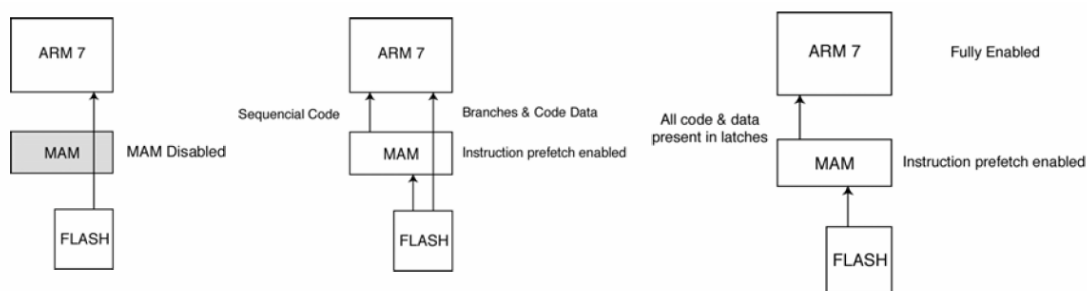 ARM 7
MAM
MAM Disabled
FLASH
ARM 7
Sequencial Code
Branches & Code Data
MAM
Instruction prefetch enabled
FLASH
ARM 7
Fully Enabled
All code & data
present in latches
MAM
Instruction prefetch enabled
FLASH